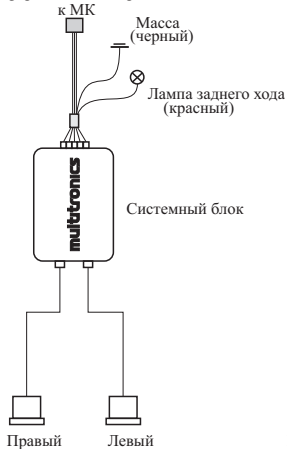 к МК
Масса
(черный)
Лампа заднего хода
(красный)
multitronics
Системный блок
Правый
Левый